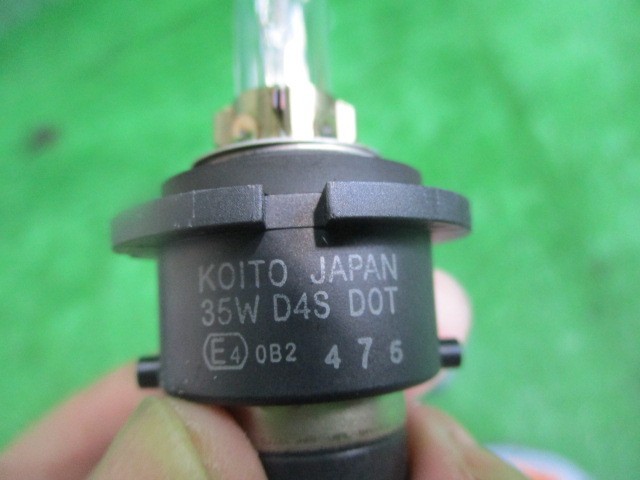 KOITO JAPAN
35W D4S DOT
E4 0B2 4 7 6